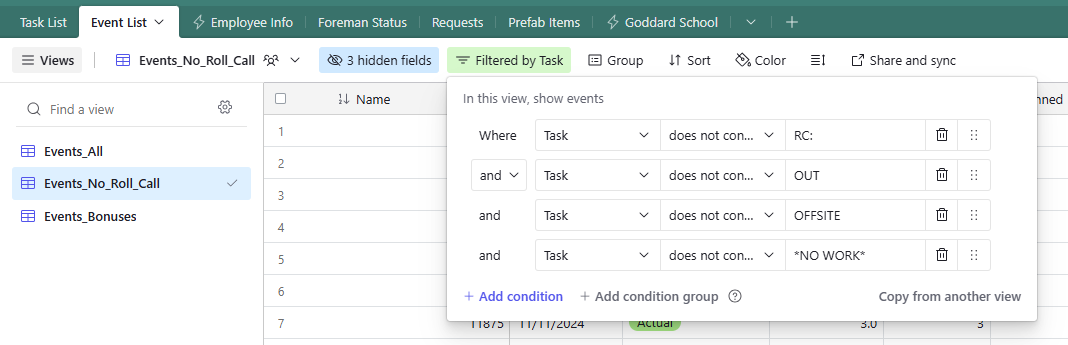 Task List Event List Employee Info Foreman Status Requests Prefab Items Goddard School
Views Events_No_Roll_Call 3 hidden fields Filtered by Task Group Sort Color Share and sync
Find a view
Events_All
Events_No_Roll_Call
Events_Bonuses
Name
1
2
3
4
5
6
7 11875 11/11/2024 Actual 3.0 3
In this view, show events
Where Task does not con... RC:
and Task does not con... OUT
and Task does not con... OFFSITE
and Task does not con... *NO WORK*
+ Add condition + Add condition group Copy from another view